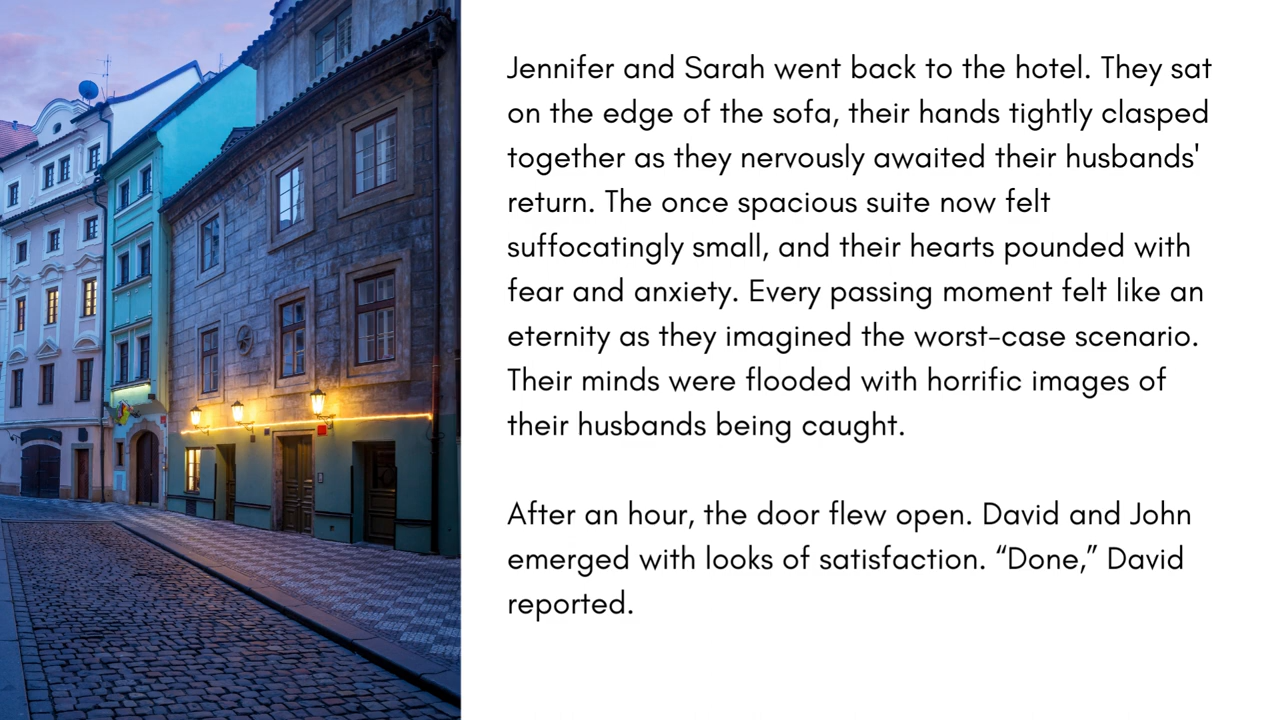 Jennifer and Sarah went back to the hotel. They sat
on the edge of the sofa, their hands tightly clasped
together as they nervously awaited their husbands'
return. The once spacious suite now felt
suffocatingly small, and their hearts pounded with
fear and anxiety. Every passing moment felt like an
eternity as they imagined the worst-case scenario.
Their minds were flooded with horrific images of
their husbands being caught.
After an hour, the door flew open. David and John
emerged with looks of satisfaction. “Done,” David
reported.